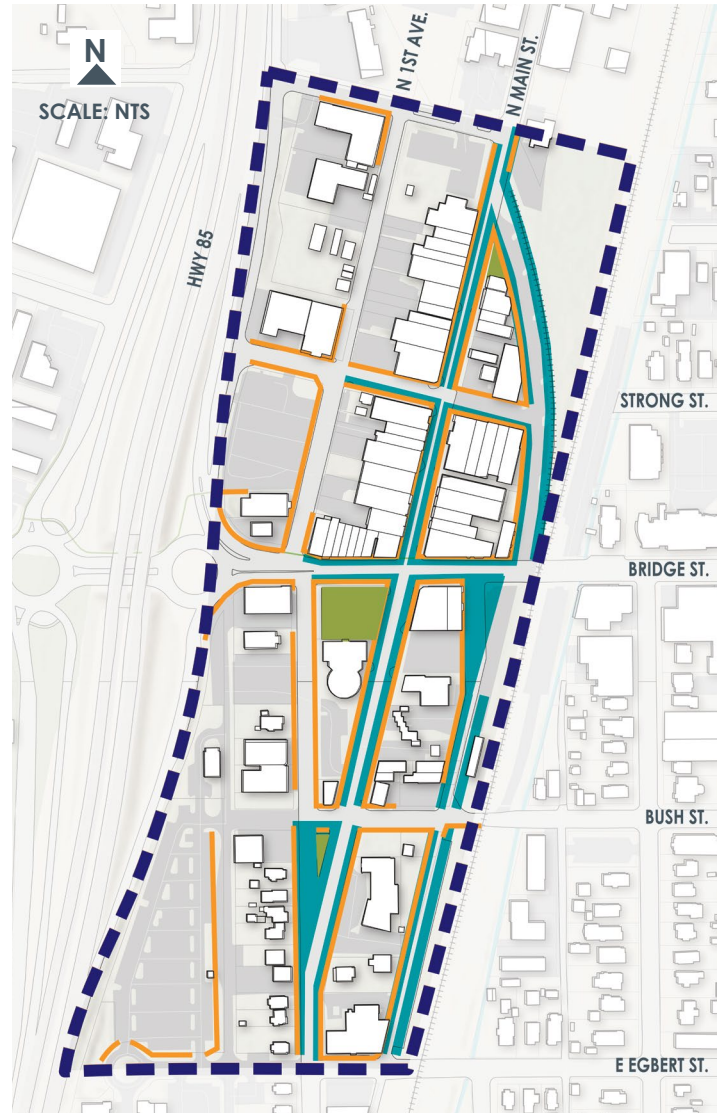 N
SCALE: NTS
N 1ST AVE.
N MAIN ST.
HWY 85
STRONG ST.
BRIDGE ST.
BUSH ST.
E EGBERT ST.